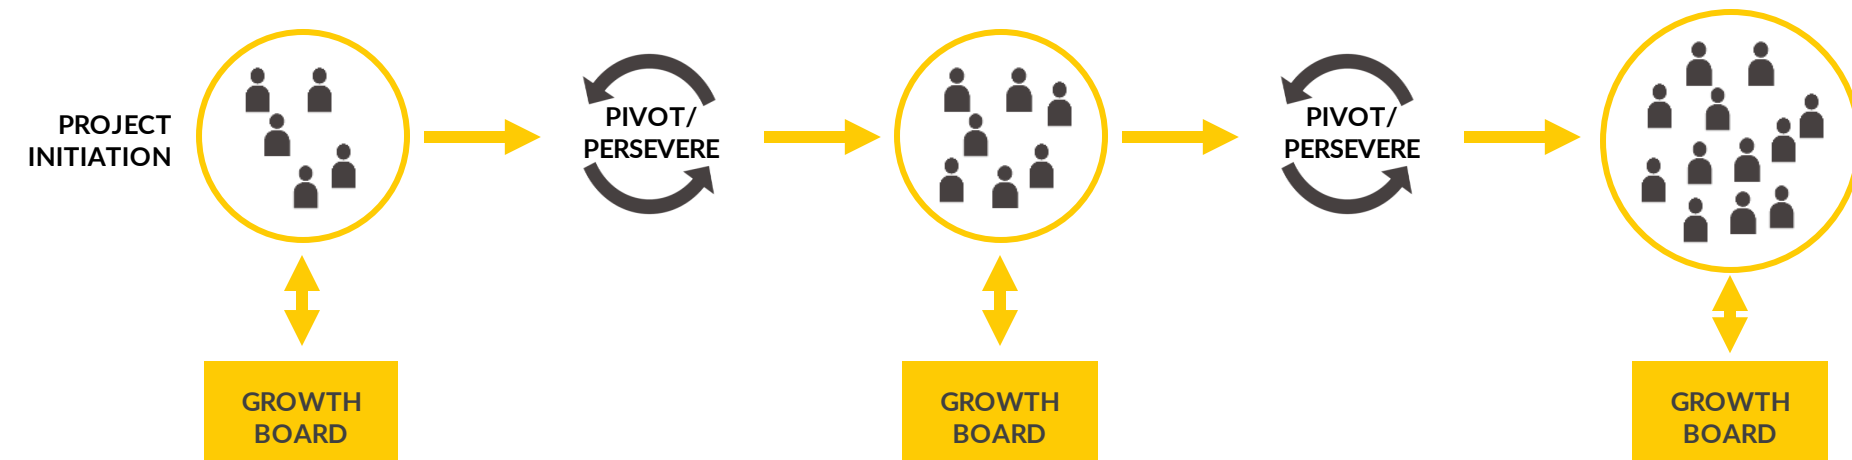 PROJECT
INITIATION
PIVOT/
PERSEVERE
PIVOT/
PERSEVERE
GROWTH
BOARD
GROWTH
BOARD
GROWTH
BOARD